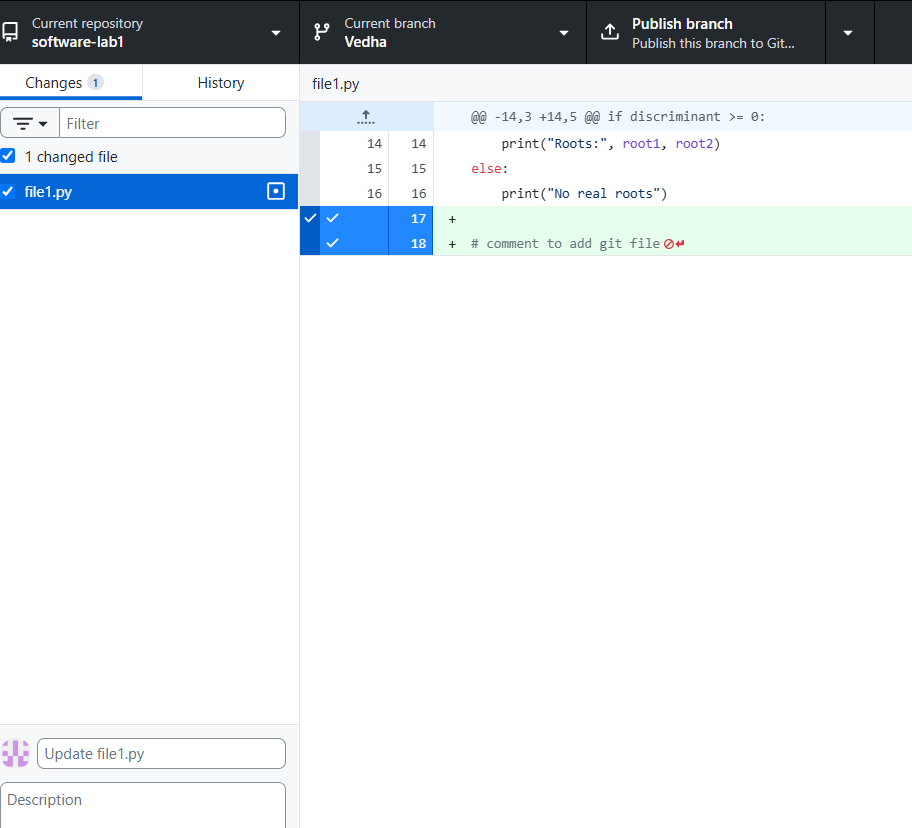 Current repository
software-lab1
Current branch
Vedha
Publish branch
Publish this branch to Git...
Changes 1
History
file1.py
Filter
1 changed file
file1.py
@@ -14,3 +14,5 @@ if discriminant >= 0:
14 14 print("Roots:", root1, root2)
15 15 else:
16 16 print("No real roots")
17 +
18 + # comment to add git file
Update file1.py
Description